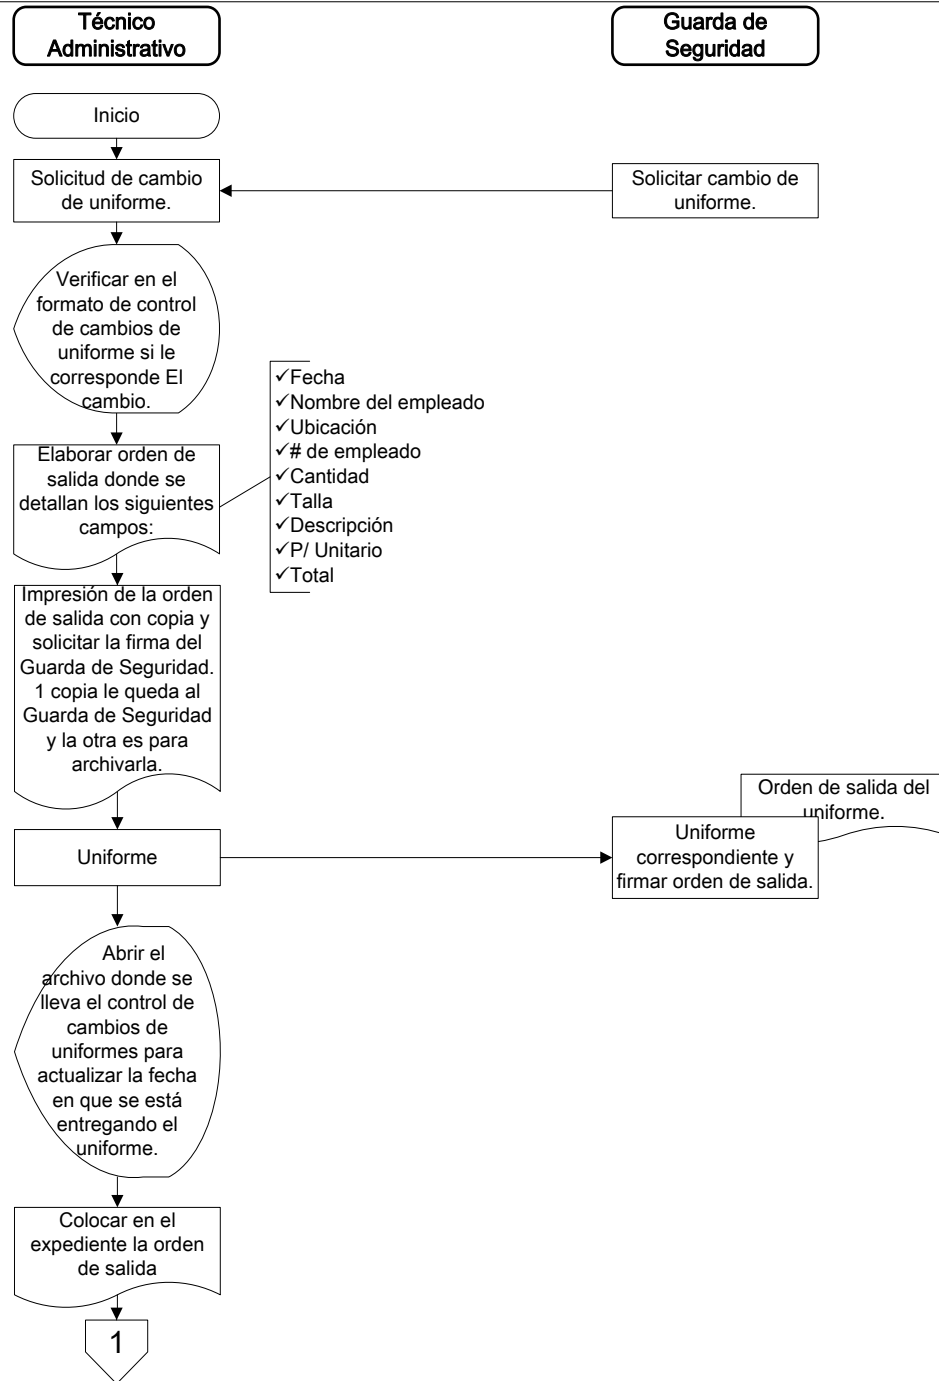 Técnico
Administrativo
Guarda de
Seguridad
Inicio
Solicitud de cambio
de uniforme.
Solicitar cambio de
uniforme.
Verificar en el
formato de control
de cambios de
uniforme si le
corresponde El
cambio.
✓Fecha
✓Nombre del empleado
✓Ubicación
✓# de empleado
✓Cantidad
✓Talla
✓Descripción
✓P/ Unitario
✓Total
Elaborar orden de
salida donde se
detallan los siguientes
campos:
Impresión de la orden
de salida con copia y
solicitar la firma del
Guarda de Seguridad.
1 copia le queda al
Guarda de Seguridad
y la otra es para
archivarla.
Orden de salida del
uniforme.
Uniforme
Uniforme
correspondiente y
firmar orden de salida.
Abrir el
archivo donde se
lleva el control de
cambios de
uniformes para
actualizar la fecha
en que se está
entregando el
uniforme.
Colocar en el
expediente la orden
de salida
1